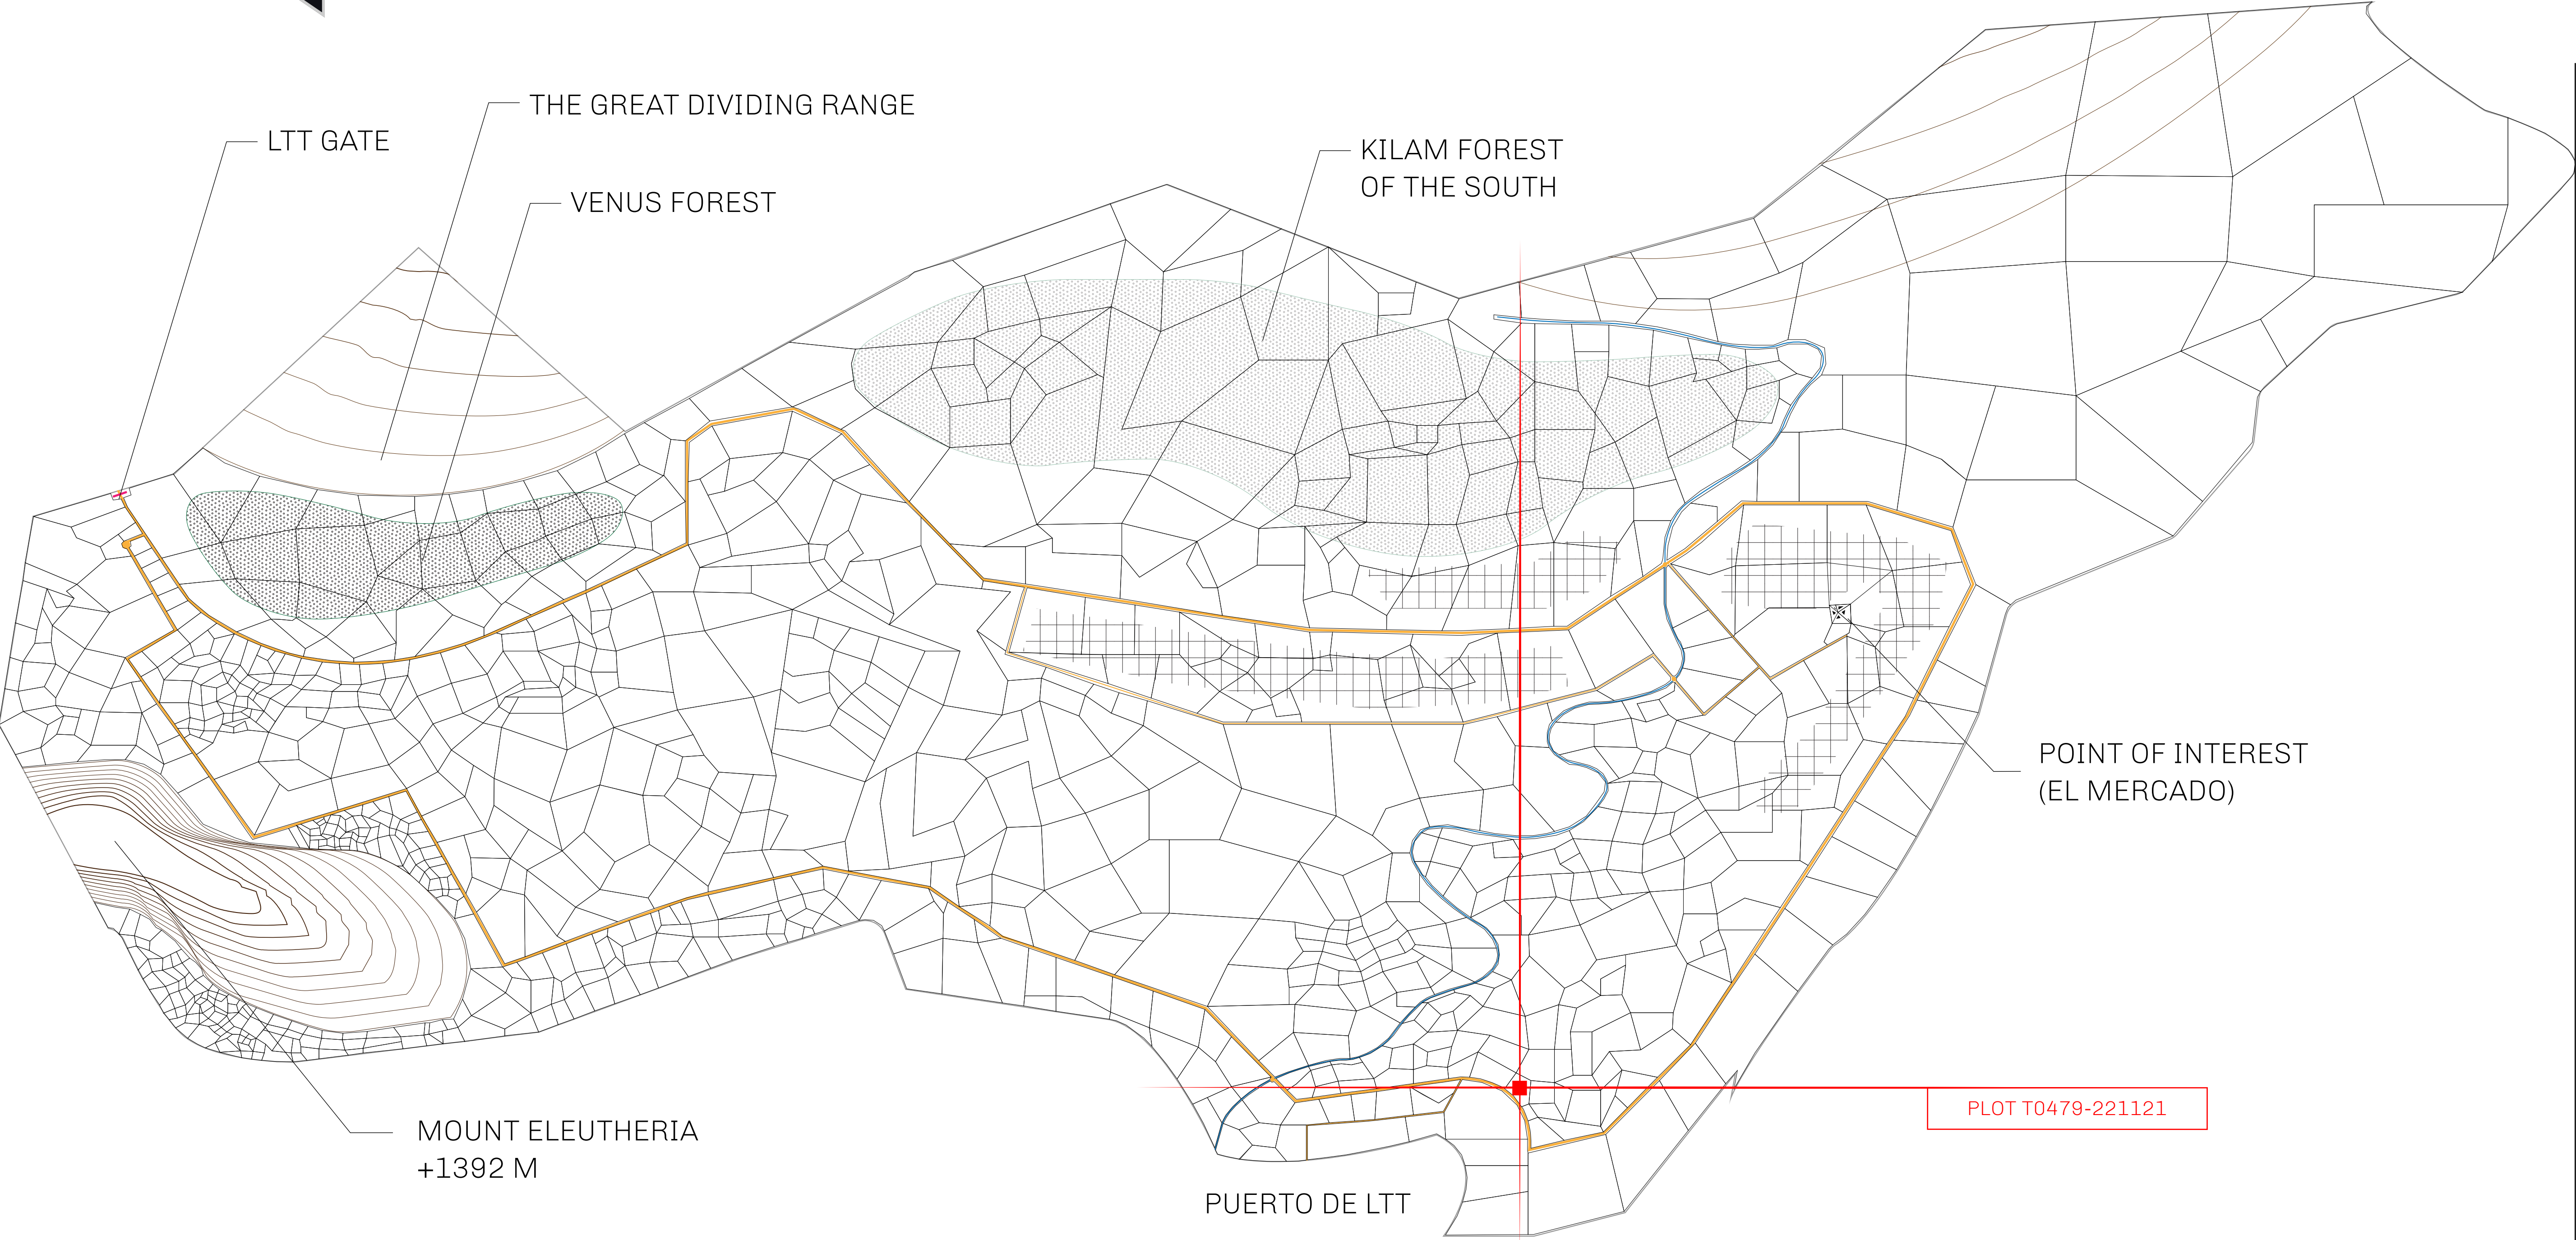 THE GREAT DIVIDING RANGE
LTT GATE
KILAM FOREST
OF THE SOUTH
VENUS FOREST
POINT OF INTEREST
(EL MERCADO)
PLOT T0479-221121
MOUNT ELEUTHERIA
+1392 M
PUERTO DE LTT